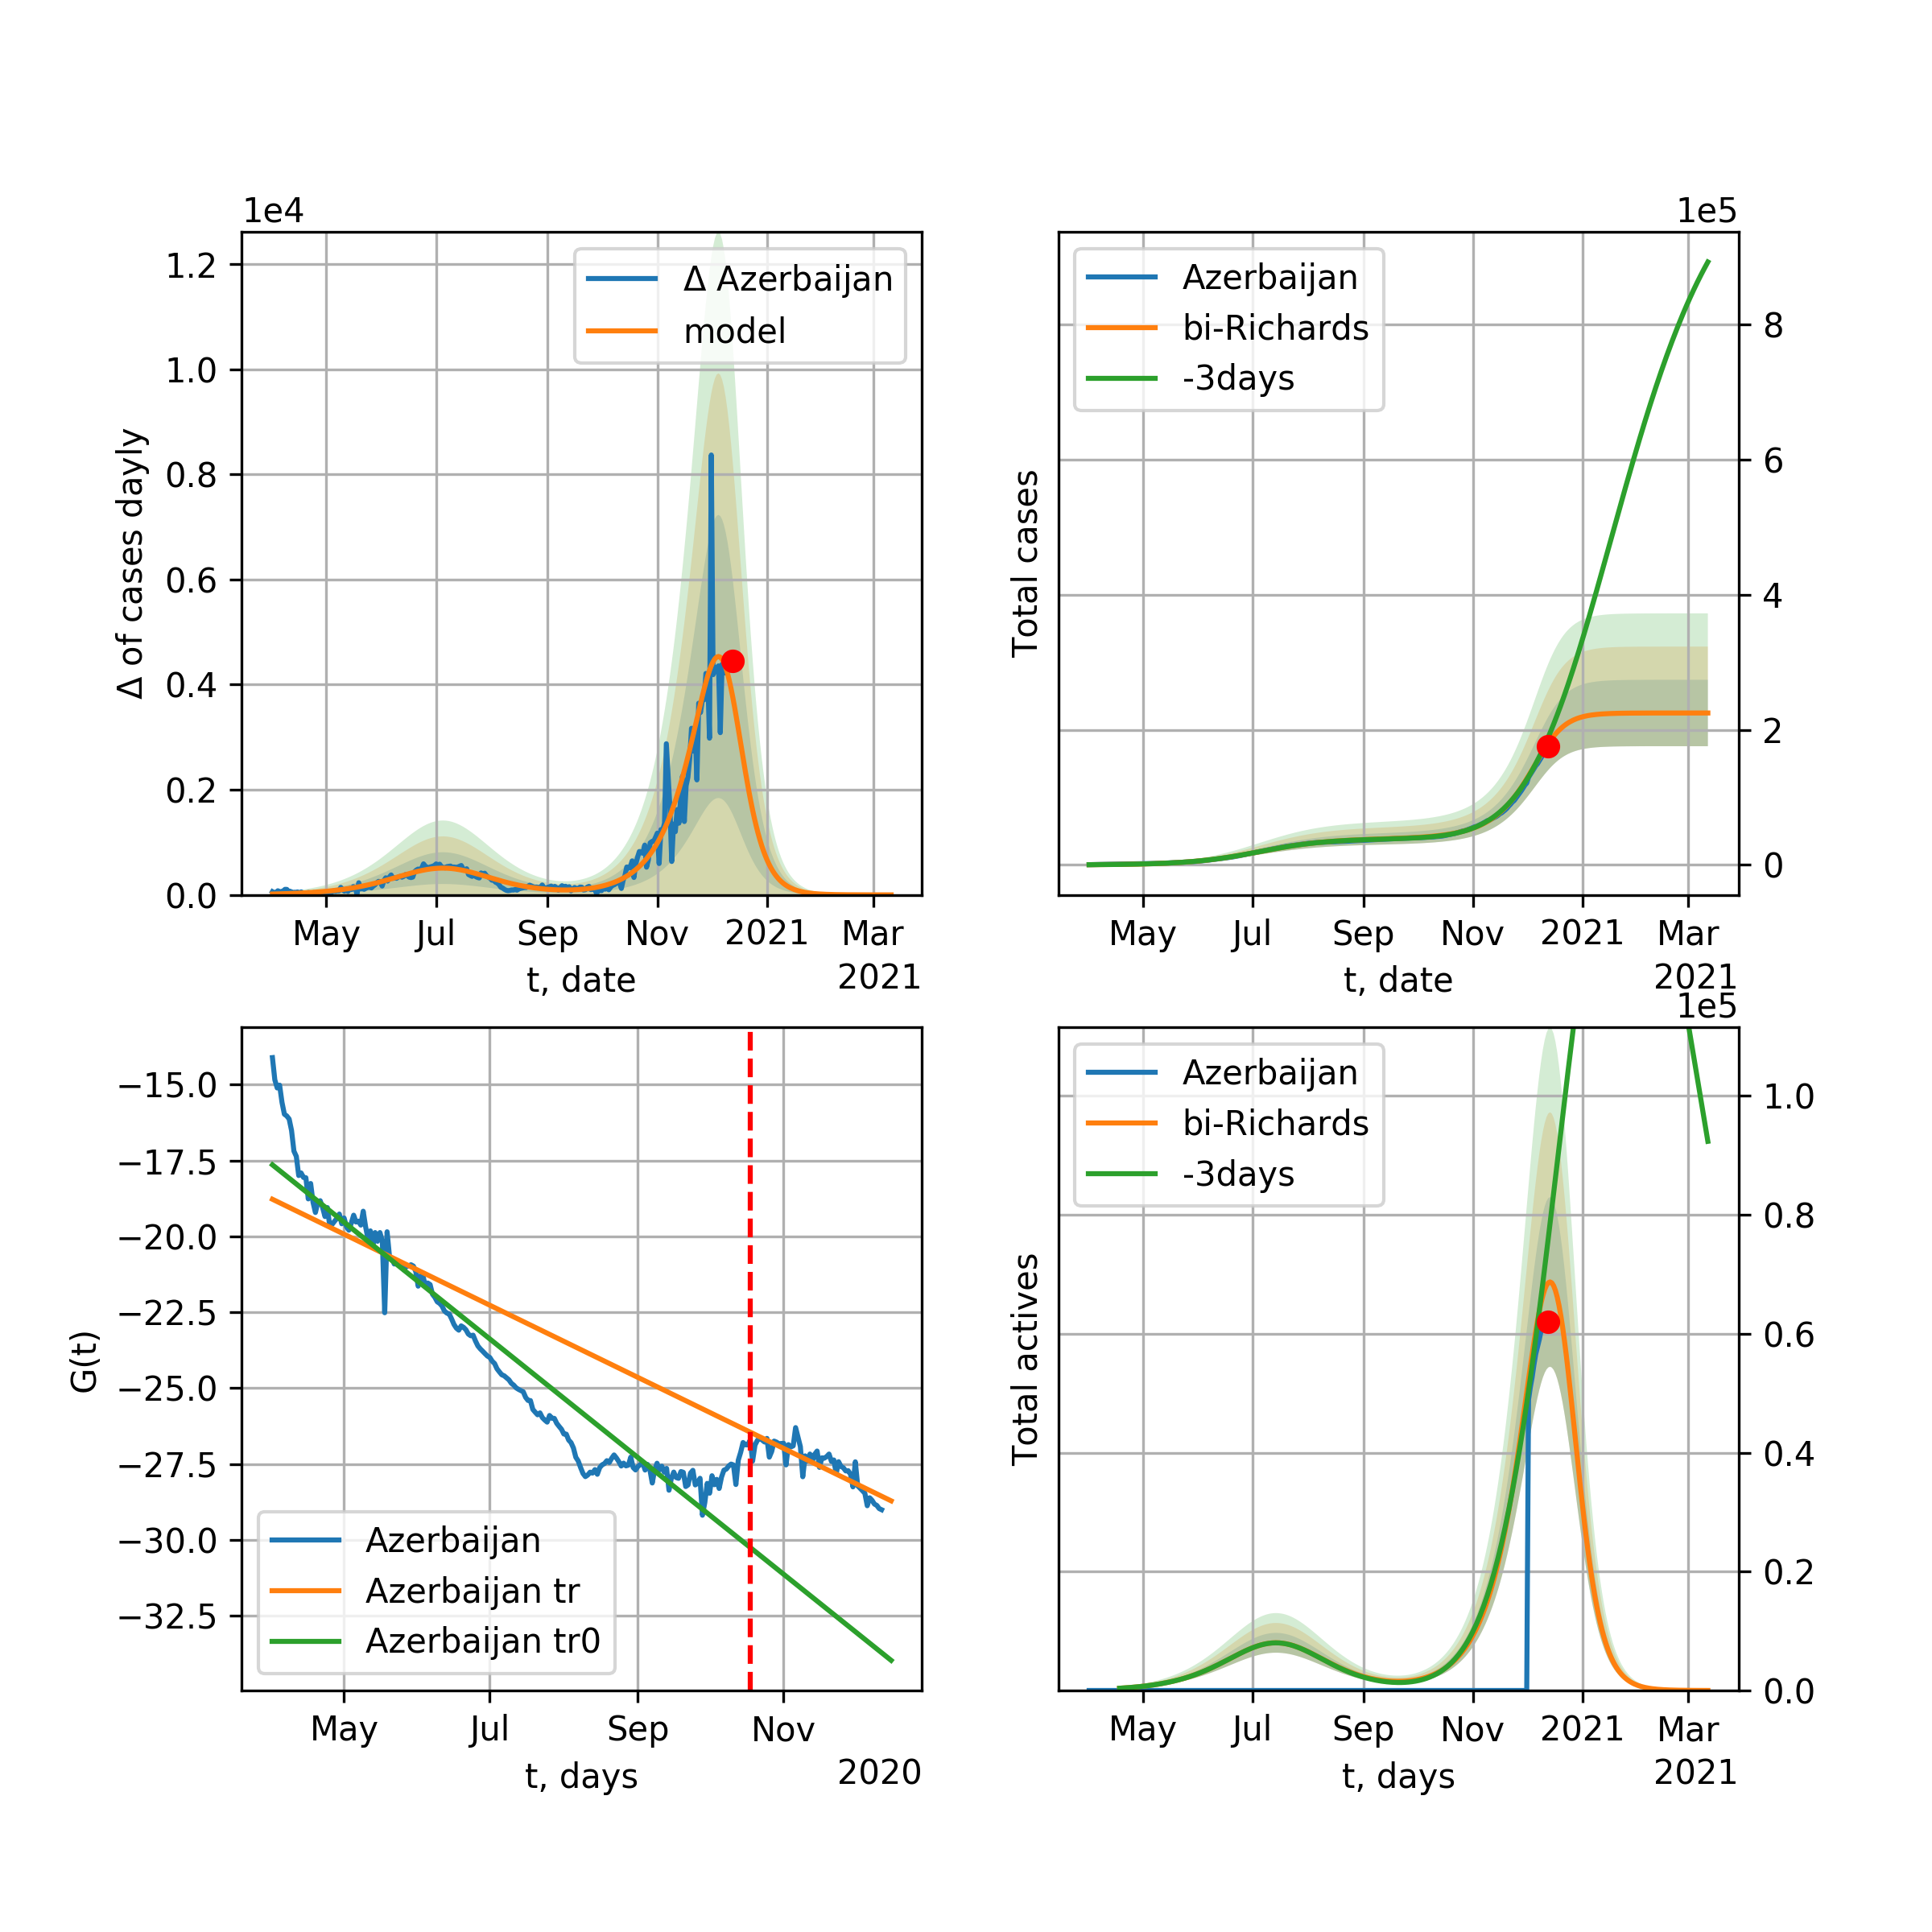 1e4
1.2
1.0
0.8
0.6
0.4
0.2
0.0
Δ of cases dayly
Δ Azerbaijan
model
May Jul Sep Nov 2021 Mar
t, date
2021
1e5
Azerbaijan
bi-Richards
-3days
Total cases
8
6
4
2
0
May Jul Sep Nov 2021 Mar
t, date
2021
−15.0
−17.5
−20.0
−22.5
−25.0
−27.5
−30.0
−32.5
G(t)
Azerbaijan
Azerbaijan tr
Azerbaijan tr0
May Jul Sep Nov
t, days
2020
1e5
Azerbaijan
bi-Richards
-3days
Total actives
1.0
0.8
0.6
0.4
0.2
0.0
May Jul Sep Nov 2021 Mar
t, days
2021